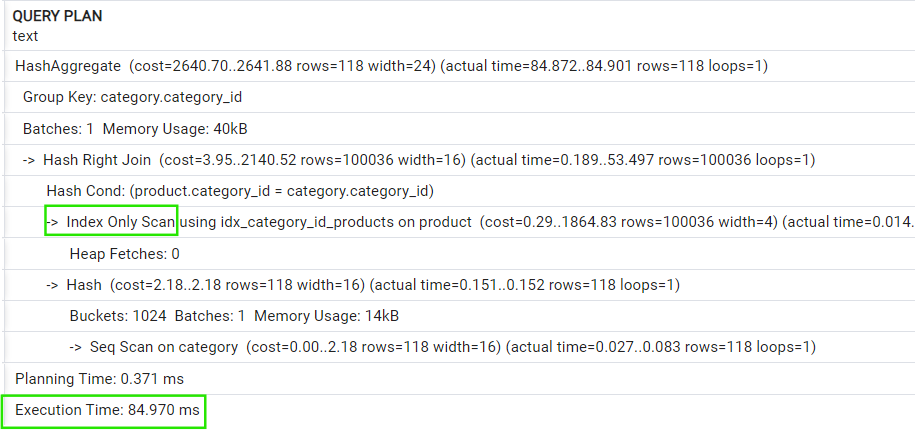 QUERY PLAN
text
HashAggregate (cost=2640.70..2641.88 rows=118 width=24) (actual time=84.872..84.901 rows=118 loops=1)
Group Key: category.category_id
Batches: 1 Memory Usage: 40kB
-> Hash Right Join (cost=3.95..2140.52 rows=100036 width=16) (actual time=0.189..53.497 rows=100036 loops=1)
Hash Cond: (product.category_id = category.category_id)
-> Index Only Scan using idx_category_id_products on product (cost=0.29..1864.83 rows=100036 width=4) (actual time=0.014.
Heap Fetches: 0
-> Hash (cost=2.18..2.18 rows=118 width=16) (actual time=0.151..0.152 rows=118 loops=1)
Buckets: 1024 Batches: 1 Memory Usage: 14kB
-> Seq Scan on category (cost=0.00..2.18 rows=118 width=16) (actual time=0.027..0.083 rows=118 loops=1)
Planning Time: 0.371 ms
Execution Time: 84.970 ms